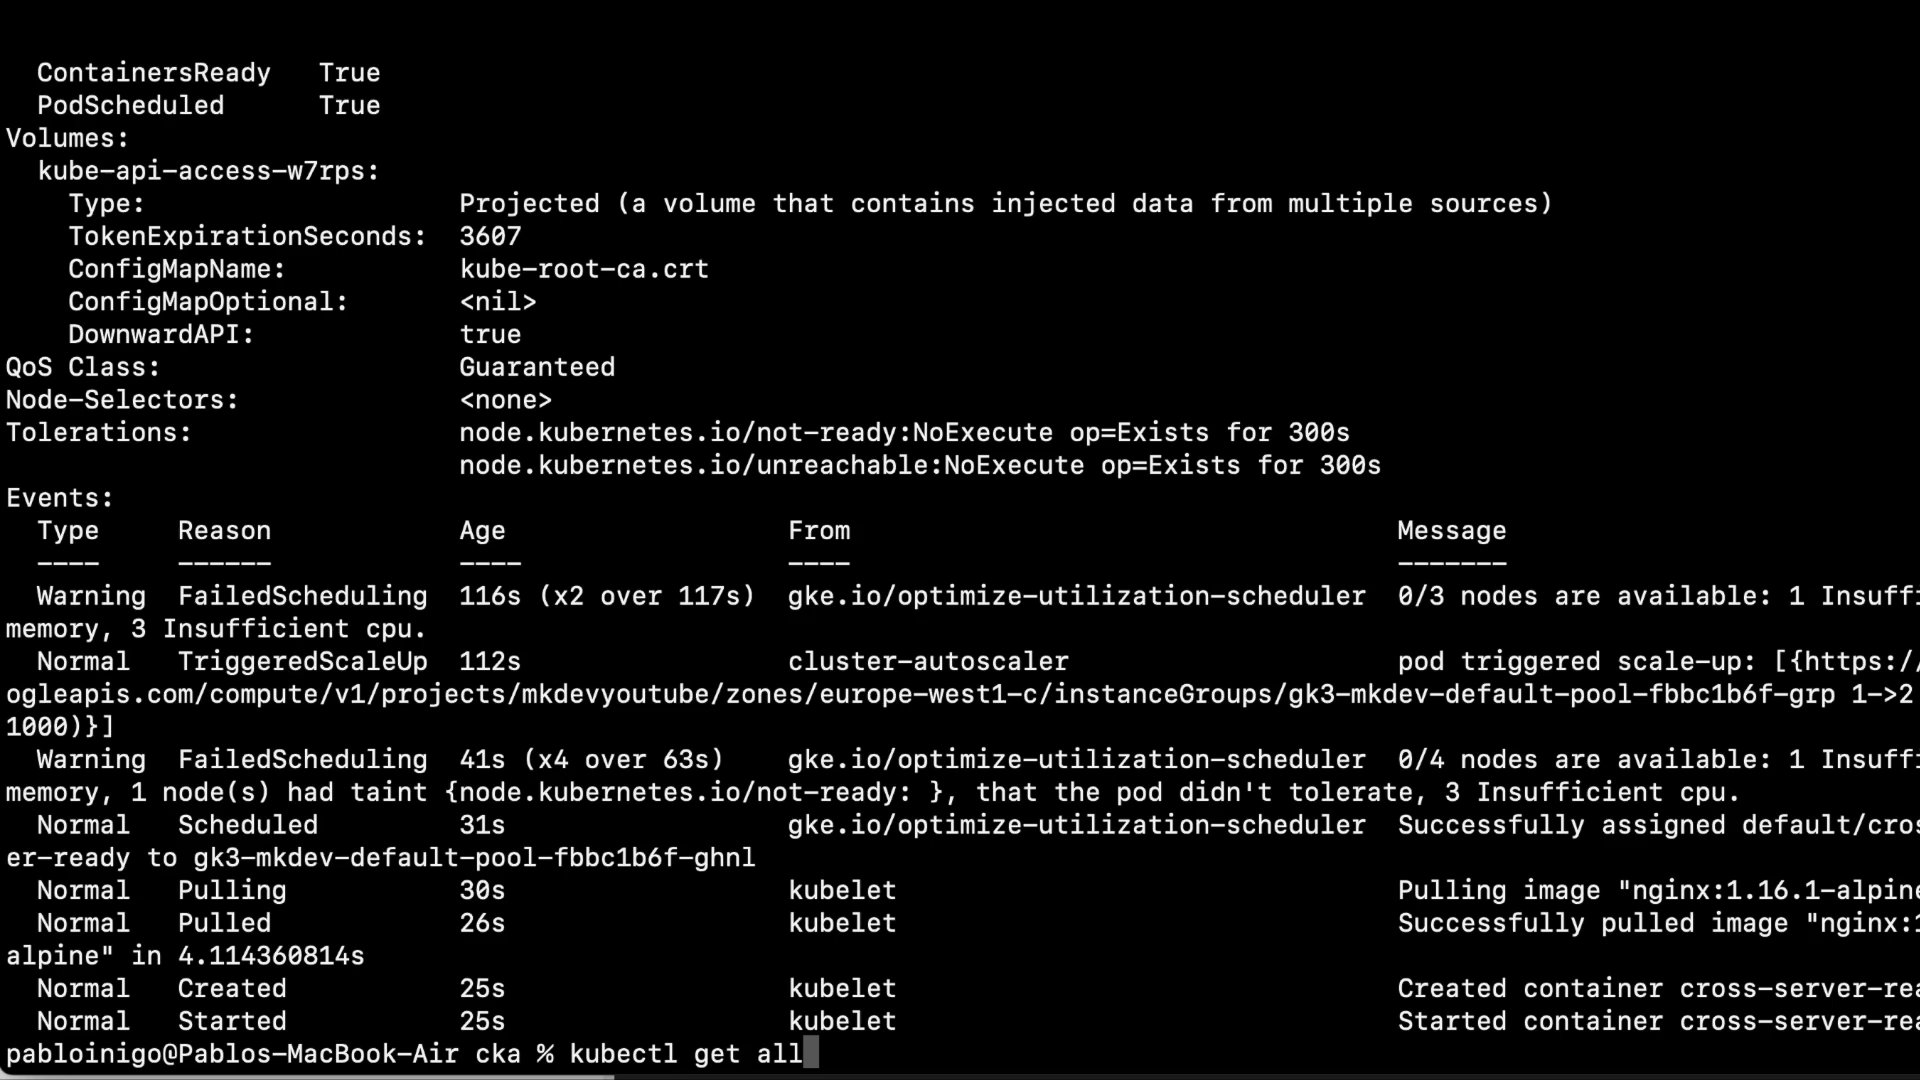 ContainersReady   True
PodScheduled      True
Volumes:
kube-api-access-w7rps:
Type:                    Projected (a volume that contains injected data from multiple sources)
TokenExpirationSeconds:  3607
ConfigMapName:           kube-root-ca.crt
ConfigMapOptional:       <nil>
DownwardAPI:             true
QoS Class:                   Guaranteed
Node-Selectors:              <none>
Tolerations:                 node.kubernetes.io/not-ready:NoExecute op=Exists for 300s
node.kubernetes.io/unreachable:NoExecute op=Exists for 300s
Events:
Type     Reason            Age                  From                                   Message
----     ------            ----                 ----                                   -------
Warning  FailedScheduling  116s (x2 over 117s)  gke.io/optimize-utilization-scheduler  0/3 nodes are available: 1 Insuffi
memory, 3 Insufficient cpu.
Normal   TriggeredScaleUp  112s                 cluster-autoscaler                     pod triggered scale-up: [{https:/
ogleapis.com/compute/v1/projects/mkdevyoutube/zones/europe-west1-c/instanceGroups/gk3-mkdev-default-pool-fbbc1b6f-grp 1->2
1000)}]
Warning  FailedScheduling  41s (x4 over 63s)    gke.io/optimize-utilization-scheduler  0/4 nodes are available: 1 Insuffi
memory, 1 node(s) had taint {node.kubernetes.io/not-ready: }, that the pod didn't tolerate, 3 Insufficient cpu.
Normal   Scheduled         31s                  gke.io/optimize-utilization-scheduler  Successfully assigned default/cros
er-ready to gk3-mkdev-default-pool-fbbc1b6f-ghnl
Normal   Pulling           30s                  kubelet                                Pulling image "nginx:1.16.1-alpine
Normal   Pulled            26s                  kubelet                                Successfully pulled image "nginx:1
alpine" in 4.114360814s
Normal   Created           25s                  kubelet                                Created container cross-server-rea
Normal   Started           25s                  kubelet                                Started container cross-server-rea
pabloinigo@Pablos-MacBook-Air cka % kubectl get all